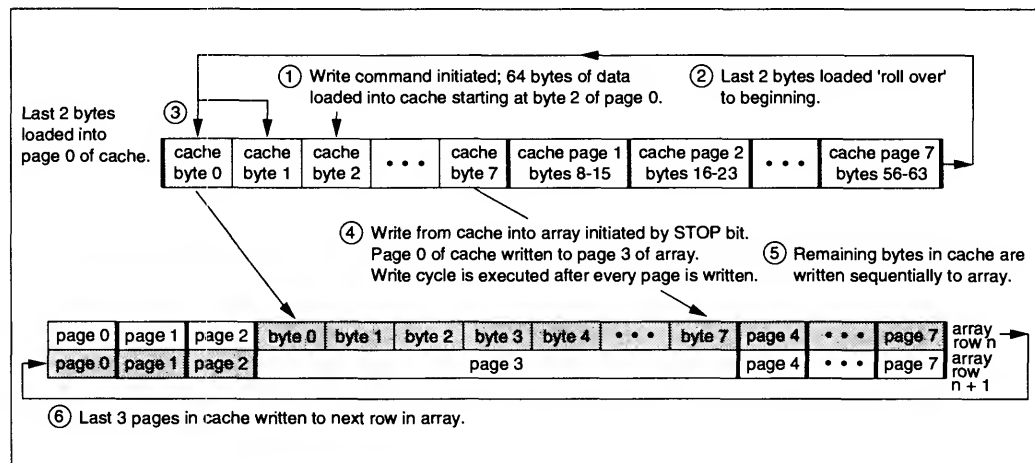 ① Write command initiated; 64 bytes of data
loaded into cache starting at byte 2 of page 0.
② Last 2 bytes loaded 'roll over'
to beginning.
Last 2 bytes
loaded into
page 0 of cache.
③
cache
byte 0
cache
byte 1
cache
byte 2
• • •
cache
byte 7
cache page 1
bytes 8-15
cache page 2
bytes 16-23
• • •
cache page 7
bytes 56-63
④ Write from cache into array initiated by STOP bit.
Page 0 of cache written to page 3 of array.
Write cycle is executed after every page is written.
⑤ Remaining bytes in cache are
written sequentially to array.
page 0 page 1 page 2 byte 0 byte 1 byte 2 byte 3 byte 4 • • • byte 7 page 4 • • • page 7
array
row n
page 0 page 1 page 2 page 3 page 4 • • • page 7
array
row
n + 1
⑥ Last 3 pages in cache written to next row in array.